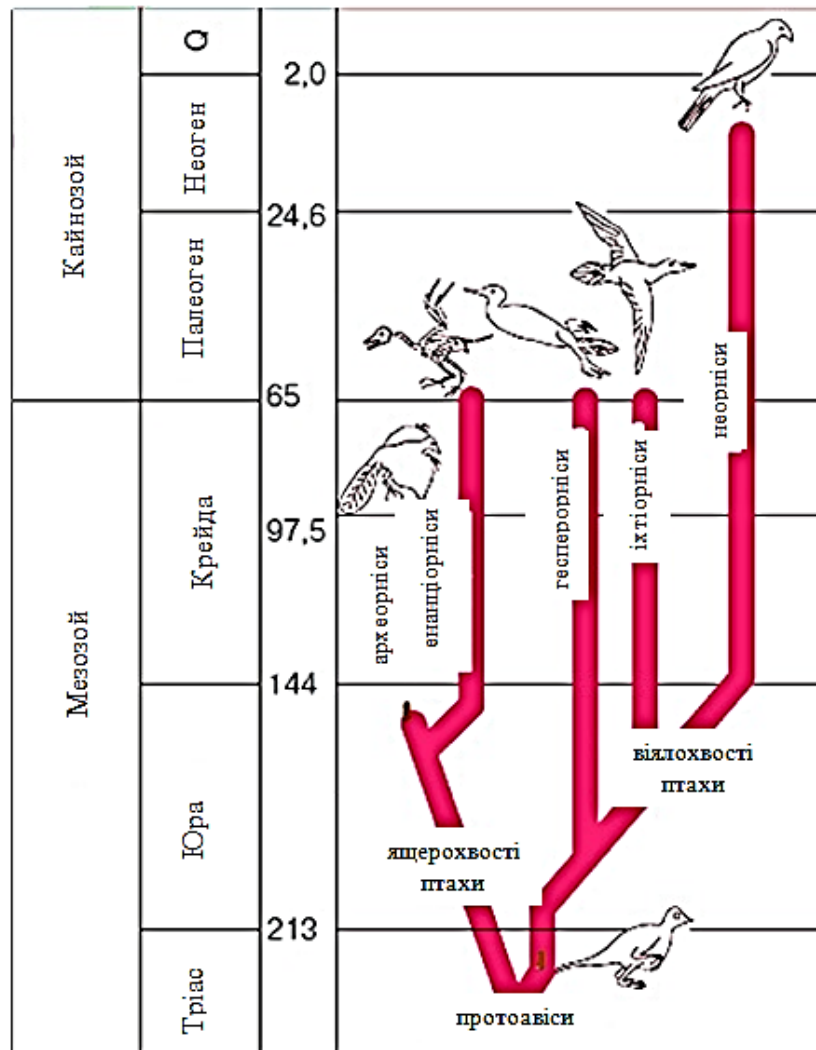 Q
2,0
Неоген
24,6
Кайнозой
Палеоген
неорніси
65
гесперорніси
іхтіорніси
97,5
Крейда
археорніси
енанціорніси
Мезозой
144
віялохвості
птахи
Юра
ящерохвості
птахи
213
Тріас
протоавіси